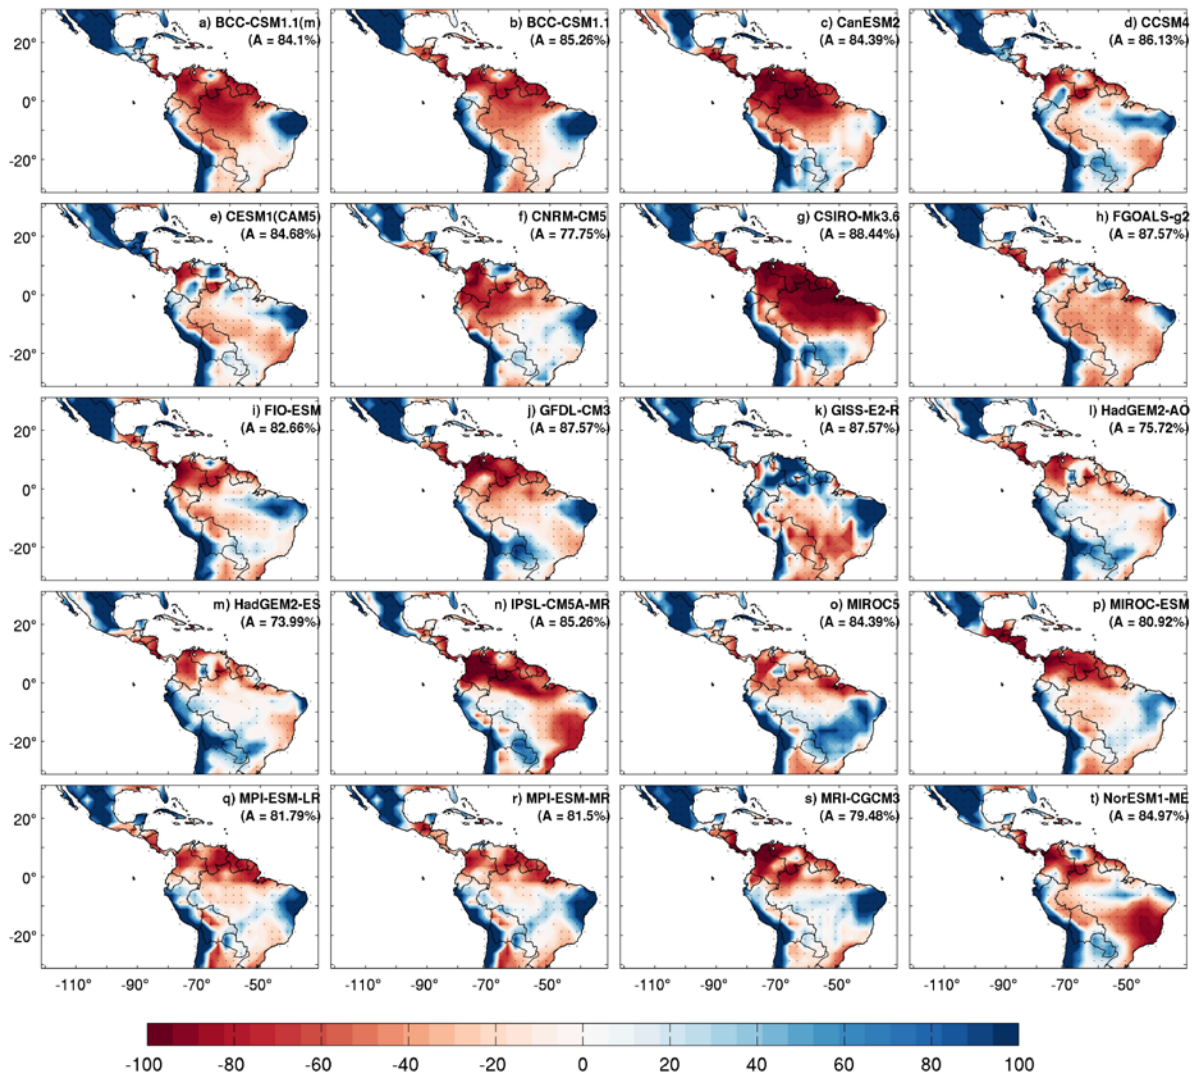 a) BCC-CSM1.1(m)
(A = 84.1%)
b) BCC-CSM1.1
(A = 85.26%)
c) CanESM2
(A = 84.39%)
d) CCSM4
(A = 86.13%)
20°
0°
-20°
e) CESM1(CAM5)
(A = 84.68%)
f) CNRM-CM5
(A = 77.75%)
g) CSIRO-Mk3.6
(A = 88.44%)
h) FGOALS-g2
(A = 87.57%)
20°
0°
-20°
i) FIO-ESM
(A = 82.66%)
j) GFDL-CM3
(A = 87.57%)
k) GISS-E2-R
(A = 87.57%)
l) HadGEM2-AO
(A = 75.72%)
20°
0°
-20°
m) HadGEM2-ES
(A = 73.99%)
n) IPSL-CM5A-MR
(A = 85.26%)
o) MIROC5
(A = 84.39%)
p) MIROC-ESM
(A = 80.92%)
20°
0°
-20°
q) MPI-ESM-LR
(A = 81.79%)
r) MPI-ESM-MR
(A = 81.5%)
s) MRI-CGCM3
(A = 79.48%)
t) NorESM1-ME
(A = 84.97%)
20°
0°
-20°
-110° -90° -70° -50° -110° -90° -70° -50° -110° -90° -70° -50° -110° -90° -70° -50°
-100 -80 -60 -40 -20 0 20 40 60 80 100